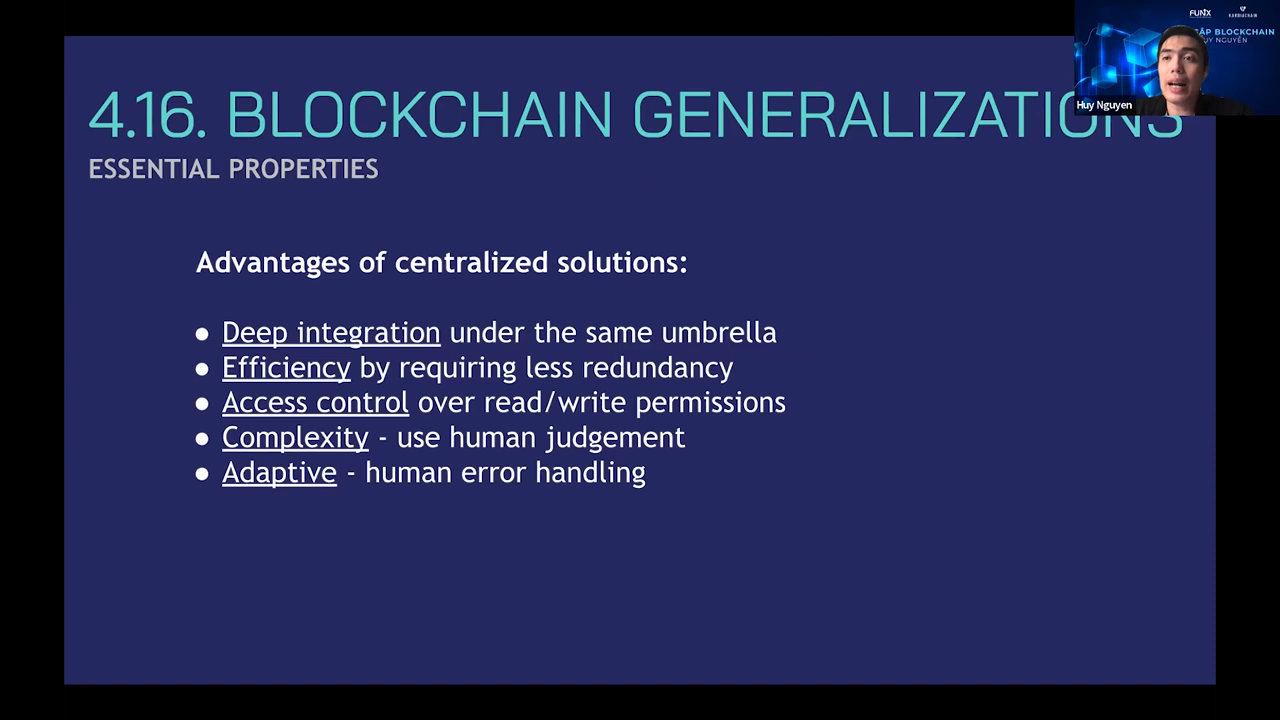 4.16. BLOCKCHAIN GENERALIZATIONS
ESSENTIAL PROPERTIES
Advantages of centralized solutions:
● Deep integration under the same umbrella
● Efficiency by requiring less redundancy
● Access control over read/write permissions
● Complexity - use human judgement
● Adaptive - human error handling
FUNiX
KARMACHAIN
CẬP BLOCKCHAIN
UY NGUYỄN
Huy Nguyen